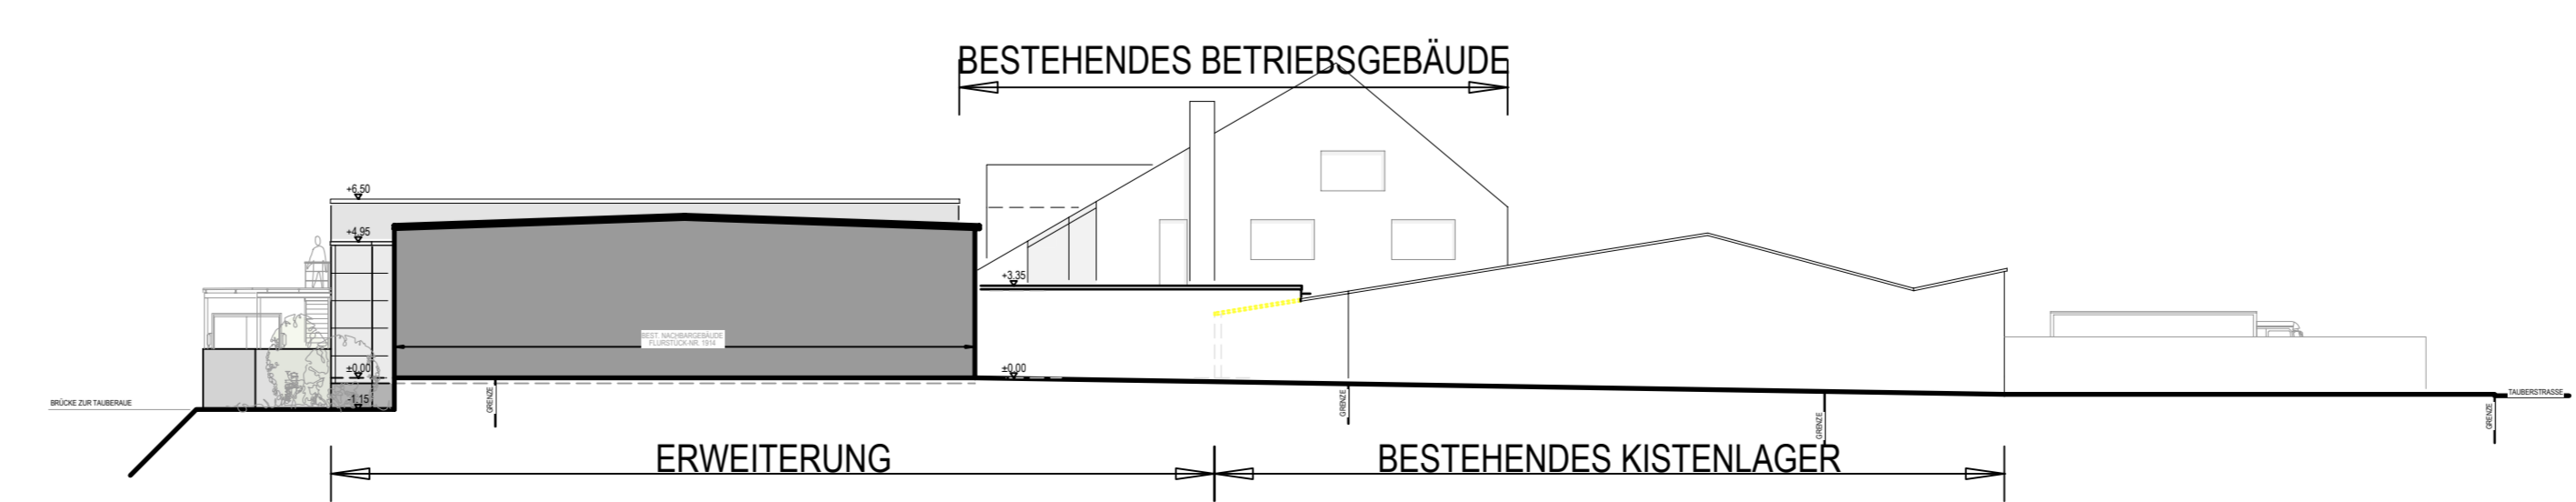 BESTEHENDES BETRIEBSGEBÄUDE
+6,50
+4,95
+3,35
BEST. NACHBARGEBÄUDE
FLURSTÜCK-NR. 1914
±0,00
±0,00
-1,15
BRÜCKE ZUR TAUBERAUE
TAUBERSTRASSE
GRENZE
GRENZE
GRENZE
GRENZE
ERWEITERUNG
BESTEHENDES KISTENLAGER